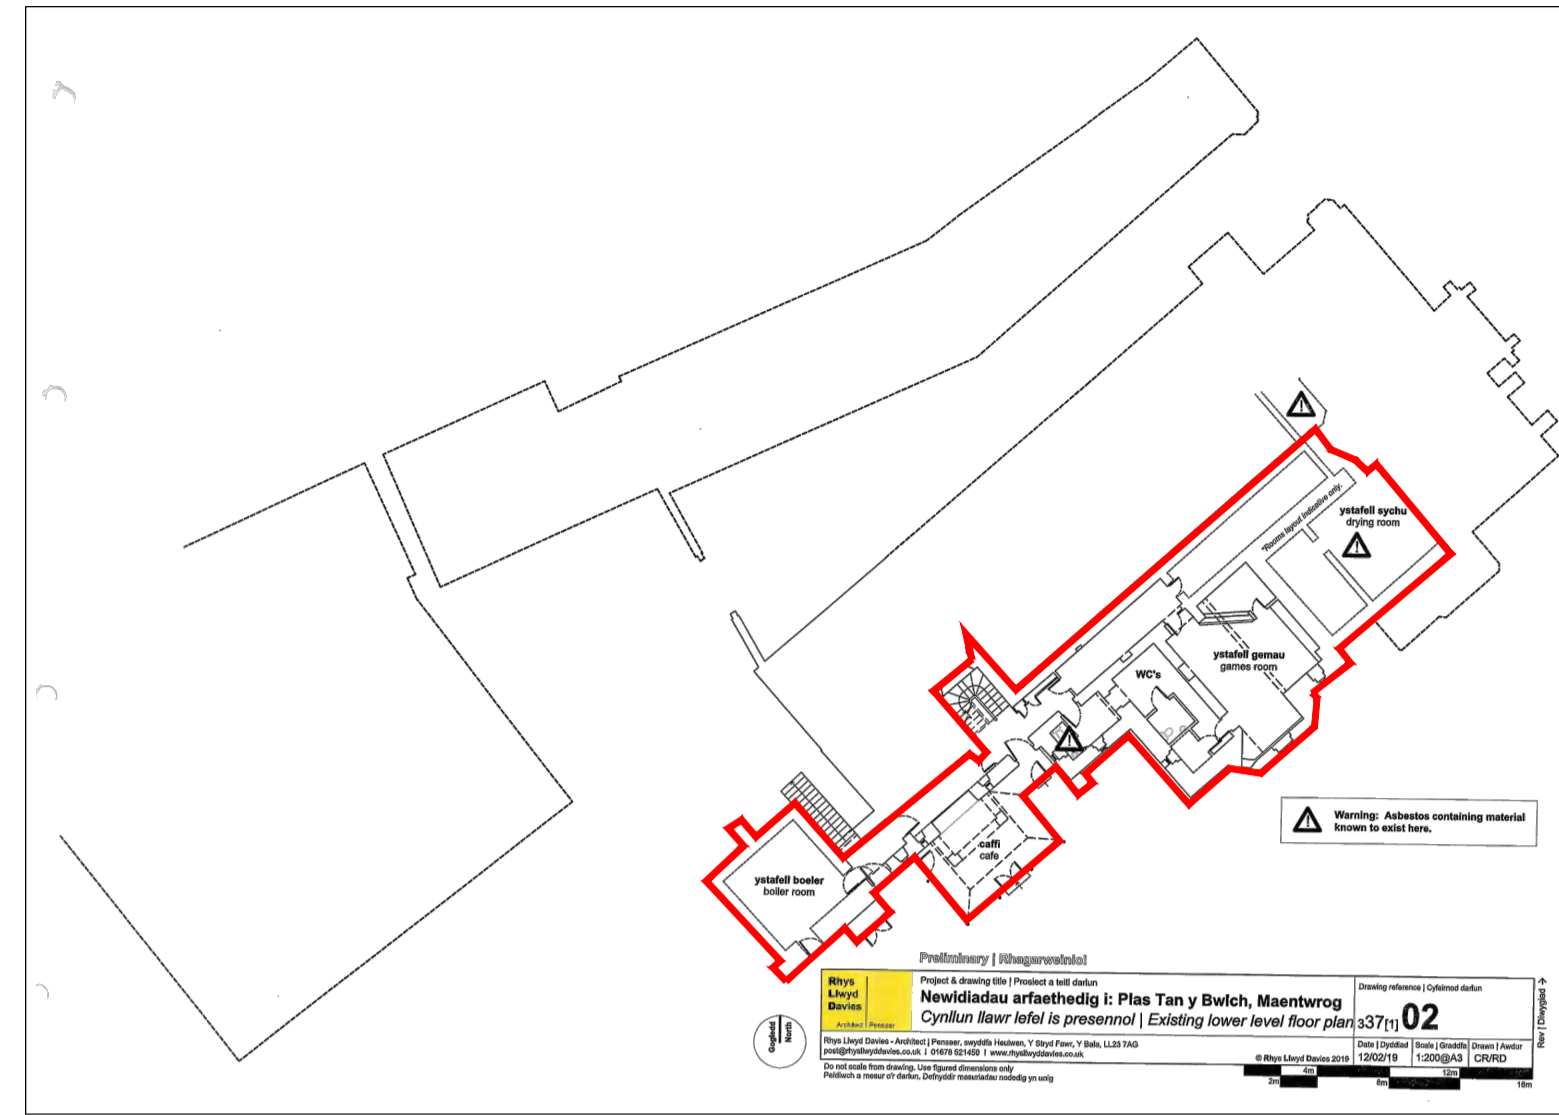 *Rooms layout indicative only.
ystafell sychu
drying room
ystafell gemau
games room
WC's
caffi
cafe
ystafell boeler
boiler room
Warning: Asbestos containing material
known to exist here.
Preliminary | Rhagarweiniol
Rhys
Llwyd
Davies
Architect | Pensaer
Project & drawing title | Prosiect a teitl darlun
Newidiadau arfaethedig i: Plas Tan y Bwlch, Maentwrog
Cynllun llawr lefel is presennol | Existing lower level floor plan
Drawing reference | Cyfeirnod darlun
337[1] 02
Rev | Diwygiad
Gogledd
North
Rhys Llwyd Davies - Architect | Pensaer, swyddfa Heulwen, Y Stryd Fawr, Y Bala, LL23 7AG
post@rhysllwyddavies.co.uk | 01678 521450 | www.rhysllwyddavies.co.uk
© Rhys Llwyd Davies 2019
Date | Dyddiad
12/02/19
Scale | Graddfa
1:200@A3
Drawn | Awdur
CR/RD
Do not scale from drawing. Use figured dimensions only
Peidiwch a mesur o'r darlun. Defnyddir mesuriadau nodedig yn unig
2m
4m
8m
12m
16m